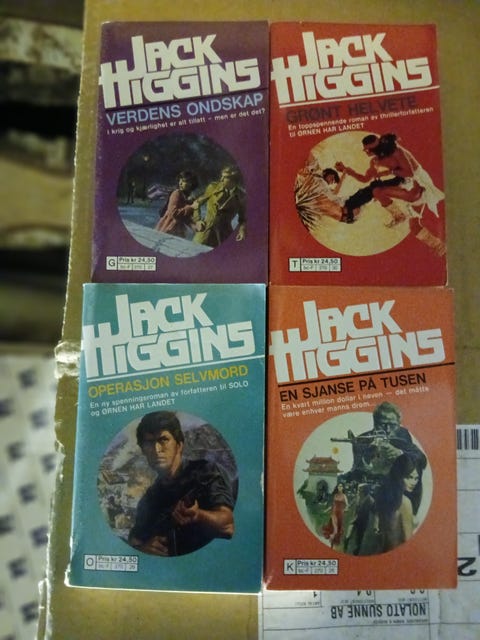 JACK
HIGGINS
VERDENS ONDSKAP
I krig og kjærlighet er alt tillatt – men er det det?
G
Pris kr 24,50
JACK
HIGGINS
GRØNT HELVETE
En toppspennende roman av thrillerforfatteren
til ØRNEN HAR LANDET
T
Pris kr 24,50
JACK
HIGGINS
OPERASJON SELVMORD
En ny spenningsroman av forfatteren til SOLO
og ØRNEN HAR LANDET
O
Pris kr 24,50
JACK
HIGGINS
EN SJANSE PÅ TUSEN
En kvart million dollar i neven – det måtte
være enhver manns drøm...
K
Pris kr 24,50
NOLATO SUNNE AB